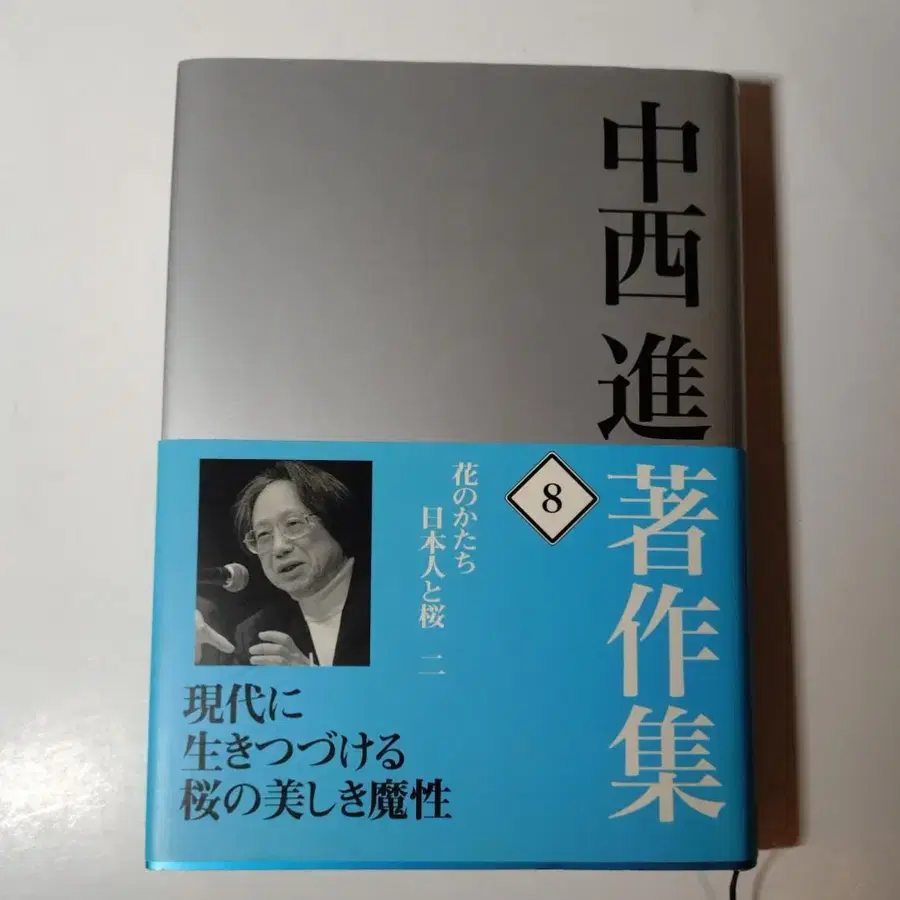 中西進著作集
8
花のかたち
日本人と桜 二
現代に
生きつづける
桜の美しき魔性